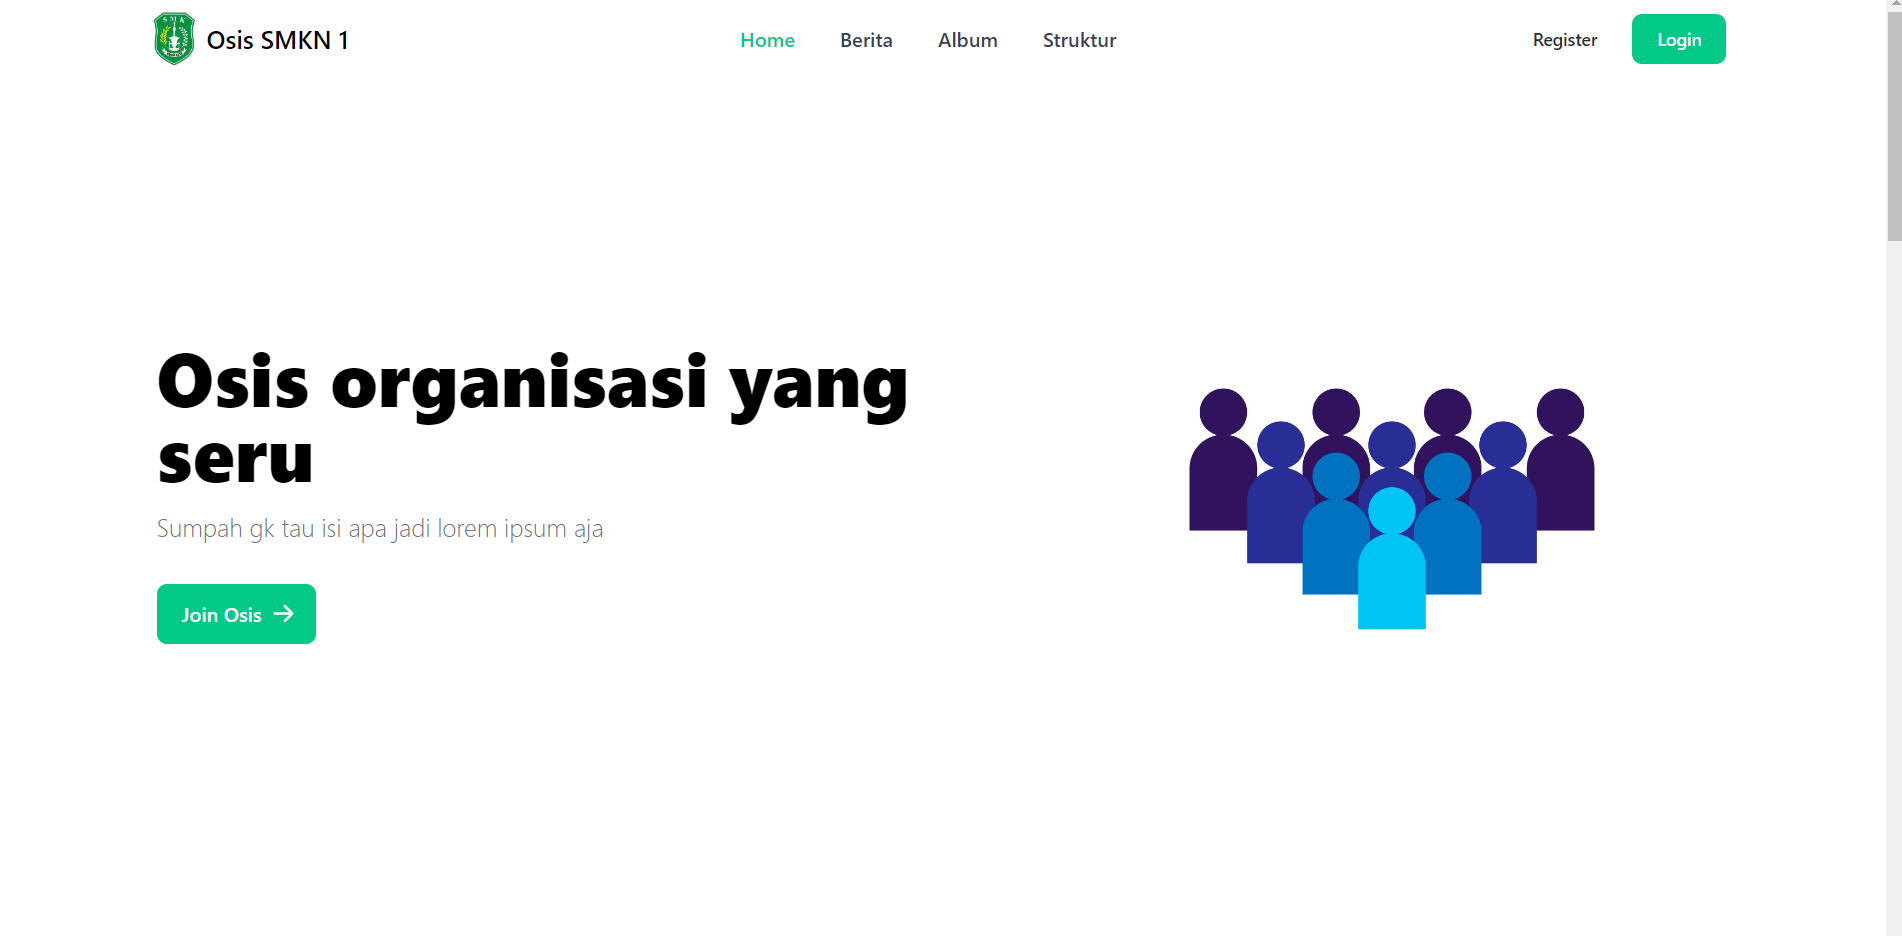 SMK
Osis SMKN 1
Home
Berita
Album
Struktur
Register
Login
Osis organisasi yang
seru
Sumpah gk tau isi apa jadi lorem ipsum aja
Join Osis